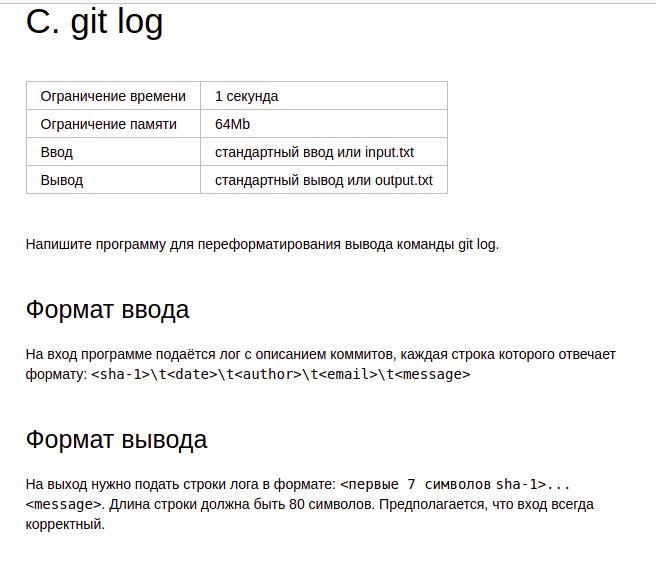 C. git log
Ограничение времени 1 секунда
Ограничение памяти 64Mb
Ввод стандартный ввод или input.txt
Вывод стандартный вывод или output.txt
Напишите программу для переформатирования вывода команды git log.
Формат ввода
На вход программе подаётся лог с описанием коммитов, каждая строка которого отвечает
формату: <sha-1>\t<date>\t<author>\t<email>\t<message>
Формат вывода
На выход нужно подать строки лога в формате: <первые 7 символов sha-1>...
<message>. Длина строки должна быть 80 символов. Предполагается, что вход всегда
корректный.